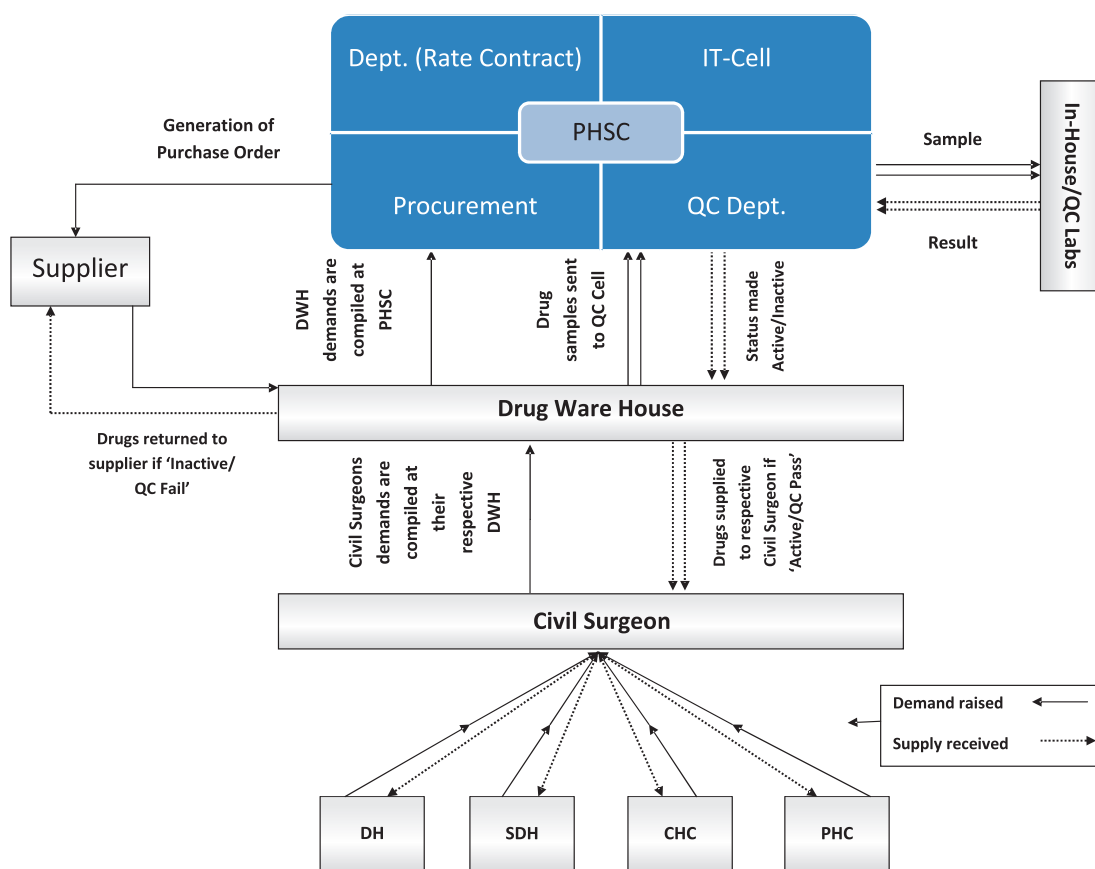 Dept. (Rate Contract)
IT-Cell
PHSC
Procurement
QC Dept.
Generation of
Purchase Order
Sample
Result
In-House/QC Labs
Supplier
DWH
demands are
compiled at
PHSC
Drug
samples sent
to QC Cell
Status made
Active/Inactive
Drug Ware House
Drugs returned to
supplier if ‘Inactive/
QC Fail’
Civil Surgeons
demands are
compiled at
their
respective
DWH
Drugs supplied
to respective
Civil Surgeon if
‘Active/QC Pass’
Civil Surgeon
Demand raised
Supply received
DH
SDH
CHC
PHC